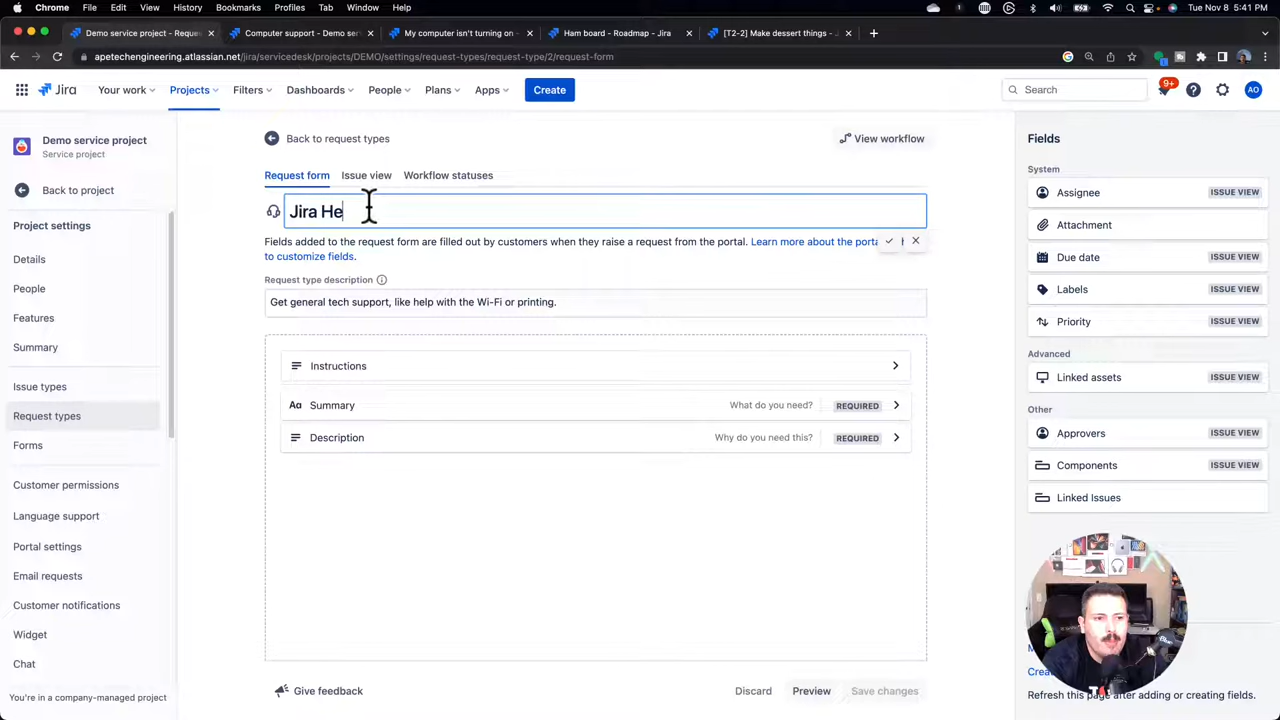 Chrome File Edit View History Bookmarks Profiles Tab Window Help Tue Nov 8 5:41 PM
Demo service project - Reque Computer support - Demo ser My computer isn't turning on - Ham board - Roadmap - Jira [T2-2] Make dessert things - J
apetechengineering.atlassian.net/jira/servicedesk/projects/DEMO/settings/request-types/request-type/2/request-form
Jira Your work Projects Filters Dashboards People Plans Apps Create Search 9+ AO
Demo service project
Service project
Back to project
Project settings
Details
People
Features
Summary
Issue types
Request types
Forms
Customer permissions
Language support
Portal settings
Email requests
Customer notifications
Widget
Chat
You're in a company-managed project
Back to request types
View workflow
Request form Issue view Workflow statuses
Jira He
Fields added to the request form are filled out by customers when they raise a request from the portal. Learn more about the porta
to customize fields.
Request type description
Get general tech support, like help with the Wi-Fi or printing.
Instructions
Aa Summary What do you need? REQUIRED
Description Why do you need this? REQUIRED
Give feedback
Discard Preview Save changes
Fields
System
Assignee ISSUE VIEW
Attachment
Due date ISSUE VIEW
Labels ISSUE VIEW
Priority ISSUE VIEW
Advanced
Linked assets ISSUE VIEW
Other
Approvers ISSUE VIEW
Components ISSUE VIEW
Linked Issues
Refresh this page after adding or creating fields.